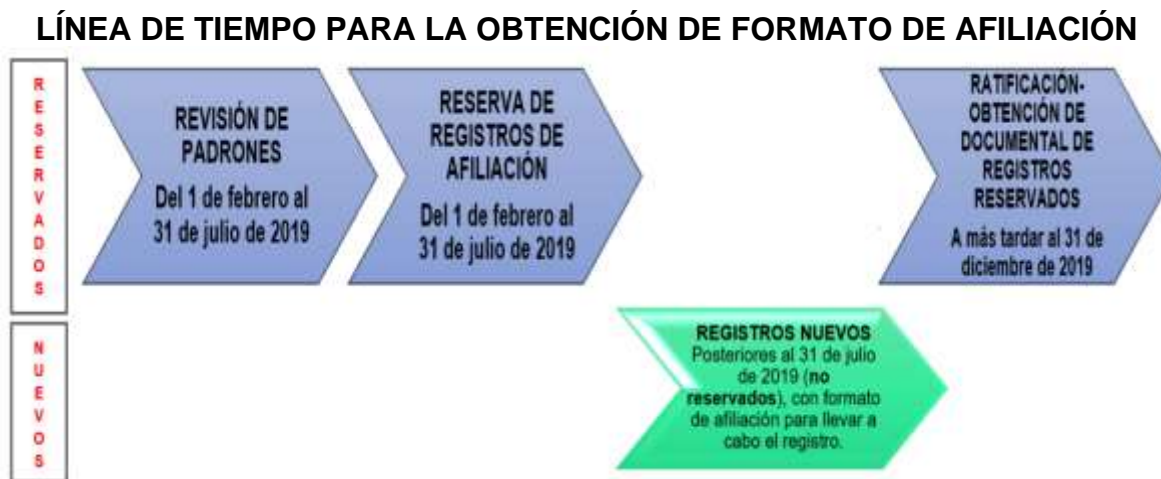 LÍNEA DE TIEMPO PARA LA OBTENCIÓN DE FORMATO DE AFILIACIÓN
RESERVADOS
REVISIÓN DE
PADRONES
Del 1 de febrero al
31 de julio de 2019
RESERVA DE
REGISTROS DE
AFILIACIÓN
Del 1 de febrero al
31 de julio de 2019
RATIFICACIÓN-
OBTENCIÓN DE
DOCUMENTAL DE
REGISTROS
RESERVADOS
A más tardar al 31 de
diciembre de 2019
NUEVOS
REGISTROS NUEVOS
Posteriores al 31 de julio
de 2019 (no
reservados), con formato
de afiliación para llevar a
cabo el registro.